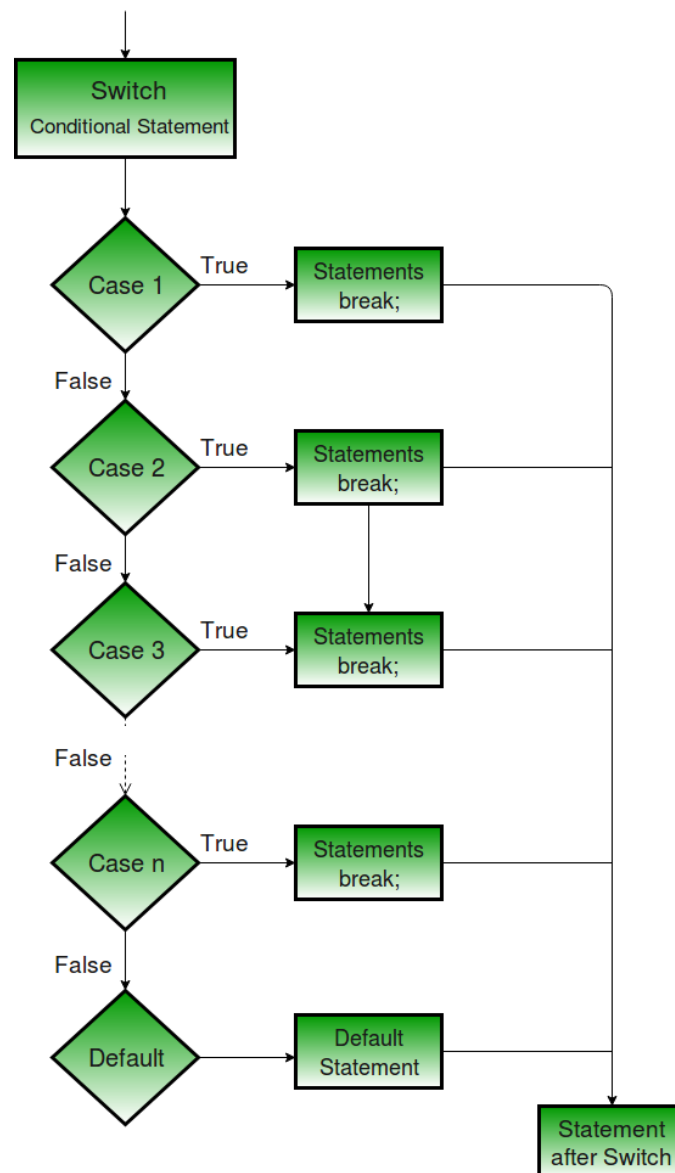 Switch
Conditional Statement
Case 1
True
Statements
break;
False
Case 2
True
Statements
break;
False
Case 3
True
Statements
break;
False
Case n
True
Statements
break;
False
Default
Default
Statement
Statement
after Switch